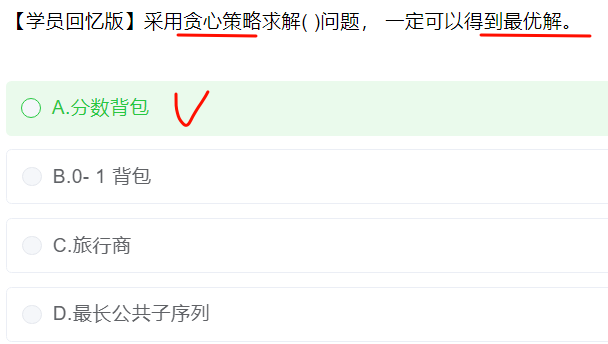 【学员回忆版】采用贪心策略求解( )问题， 一定可以得到最优解。
A.分数背包
B.0- 1 背包
C.旅行商
D.最长公共子序列